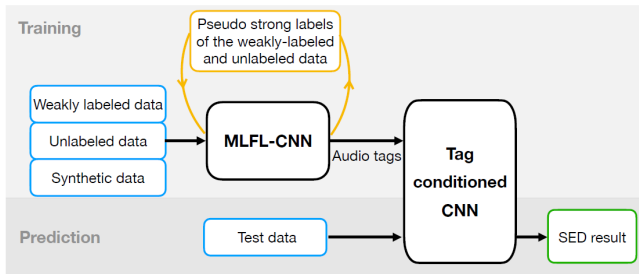 Training
Pseudo strong labels
of the weakly-labeled
and unlabeled data
Weakly labeled data
Unlabeled data
Synthetic data
MLFL-CNN
Audio tags
Tag
conditioned
CNN
Prediction
Test data
SED result